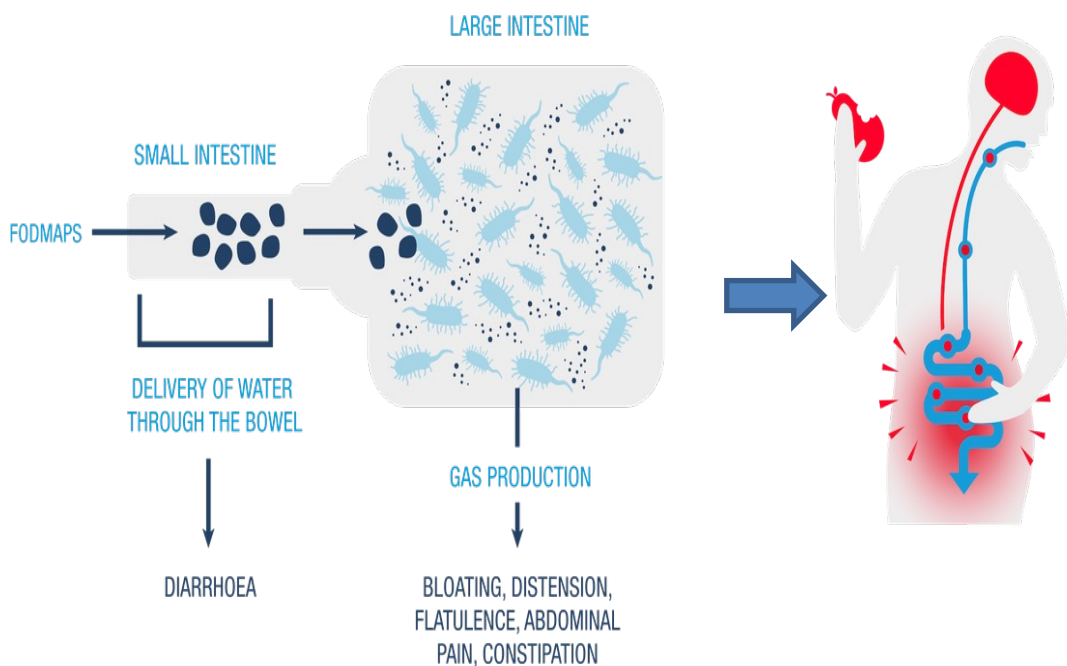 LARGE INTESTINE
SMALL INTESTINE
FODMAPS
DELIVERY OF WATER
THROUGH THE BOWEL
GAS PRODUCTION
DIARRHOEA
BLOATING, DISTENSION,
FLATULENCE, ABDOMINAL
PAIN, CONSTIPATION